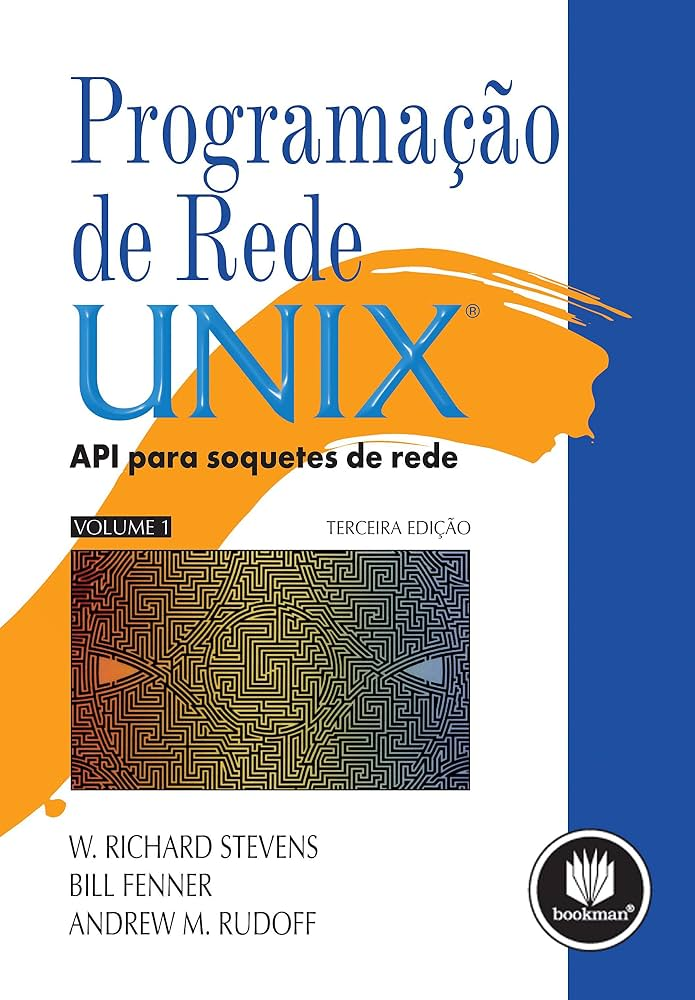 Programação
de Rede
UNIX®
API para soquetes de rede
VOLUME 1
TERCEIRA EDIÇÃO
W. RICHARD STEVENS
BILL FENNER
ANDREW M. RUDOFF
bookman®